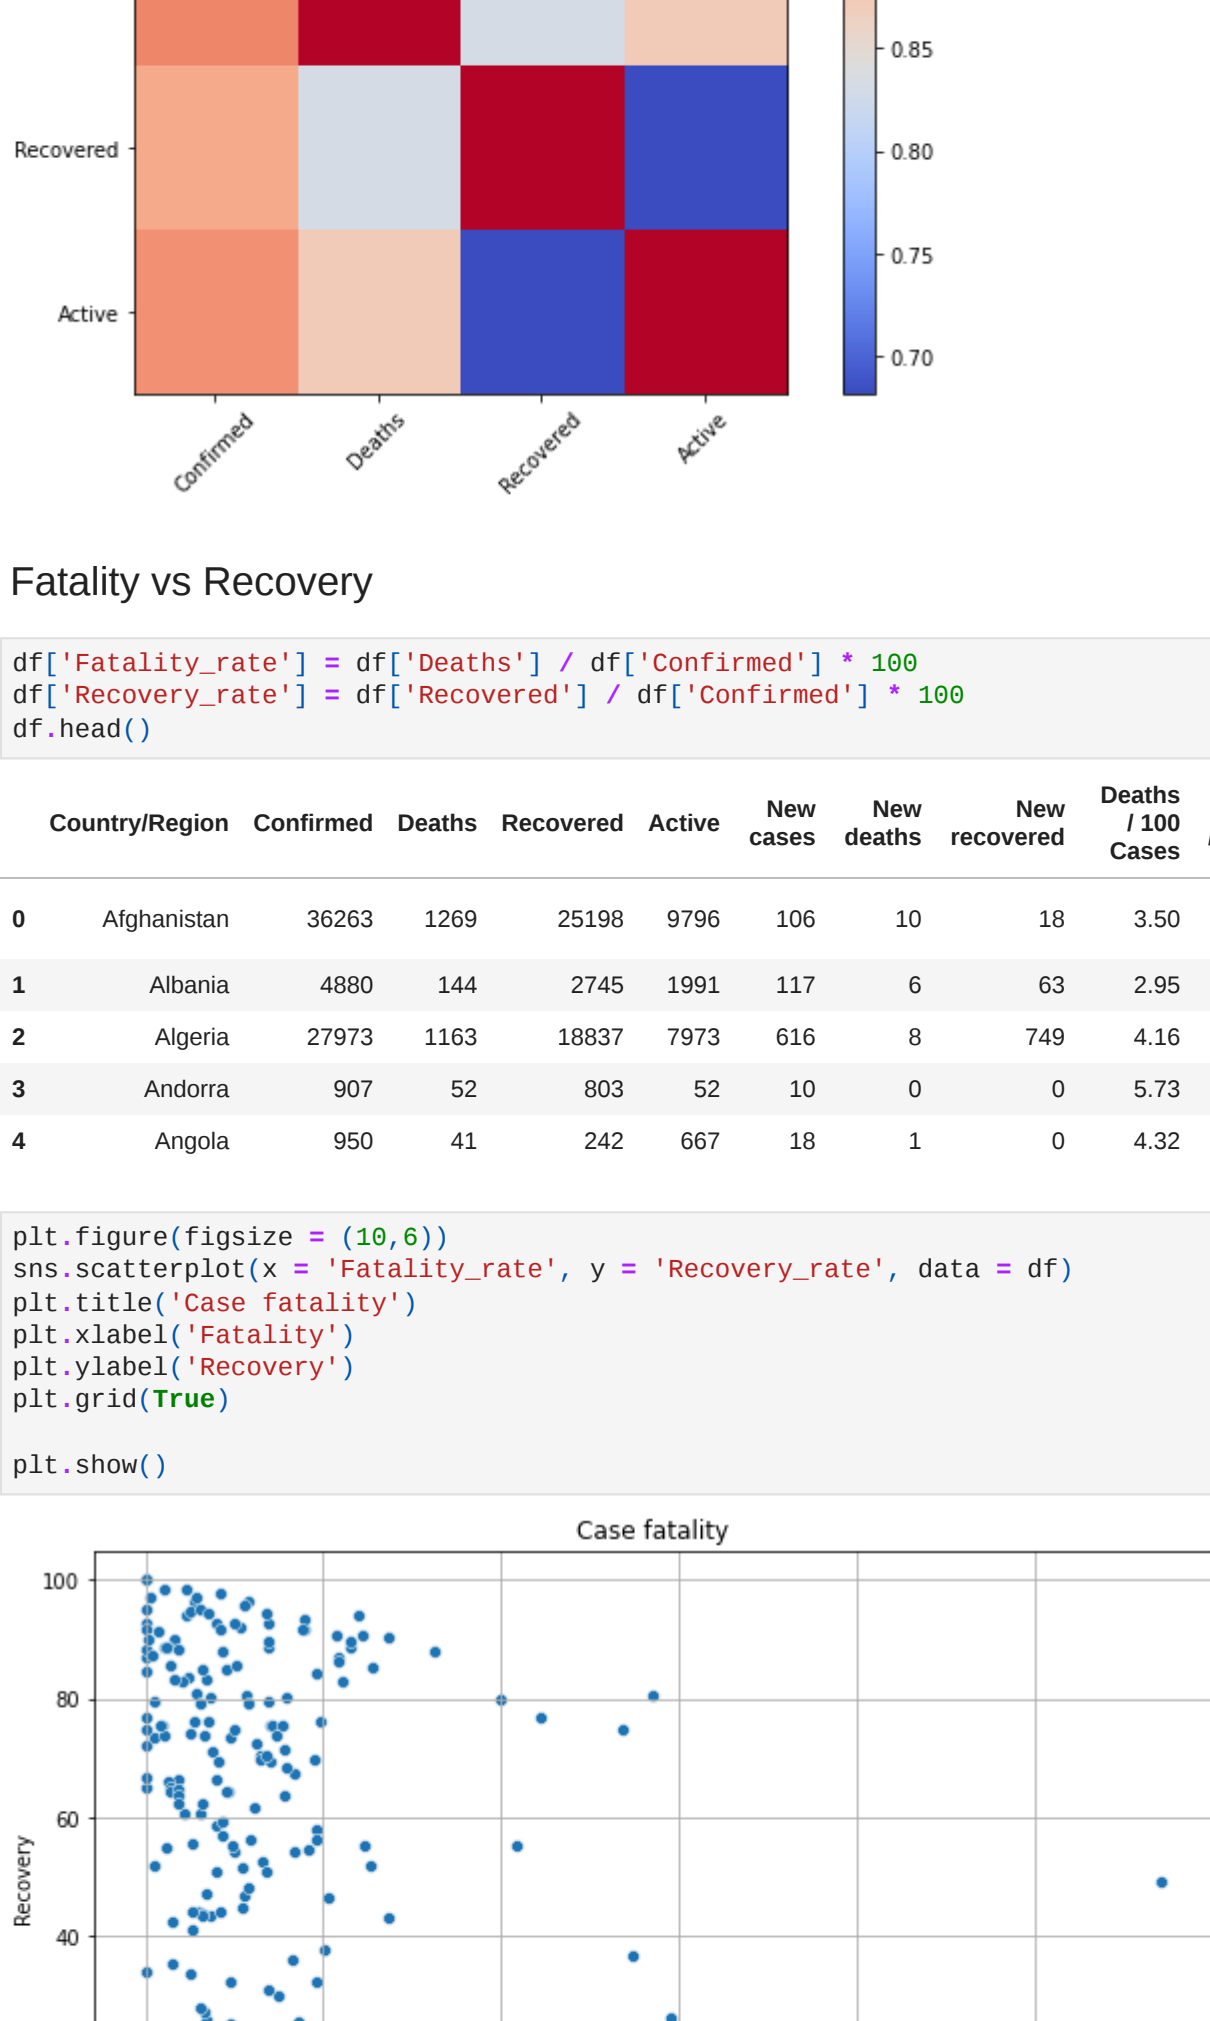 0.85
Recovered
0.80
0.75
Active
0.70
Confirmed Deaths Recovered Active
Fatality vs Recovery
df['Fatality_rate'] = df['Deaths'] / df['Confirmed'] * 100
df['Recovery_rate'] = df['Recovered'] / df['Confirmed'] * 100
df.head()
Country/Region Confirmed Deaths Recovered Active New cases New deaths New recovered Deaths / 100 Cases /
0 Afghanistan 36263 1269 25198 9796 106 10 18 3.50
1 Albania 4880 144 2745 1991 117 6 63 2.95
2 Algeria 27973 1163 18837 7973 616 8 749 4.16
3 Andorra 907 52 803 52 10 0 0 5.73
4 Angola 950 41 242 667 18 1 0 4.32
plt.figure(figsize = (10,6))
sns.scatterplot(x = 'Fatality_rate', y = 'Recovery_rate', data = df)
plt.title('Case fatality')
plt.xlabel('Fatality')
plt.ylabel('Recovery')
plt.grid(True)
plt.show()
Case fatality
100
80
60
Recovery
40